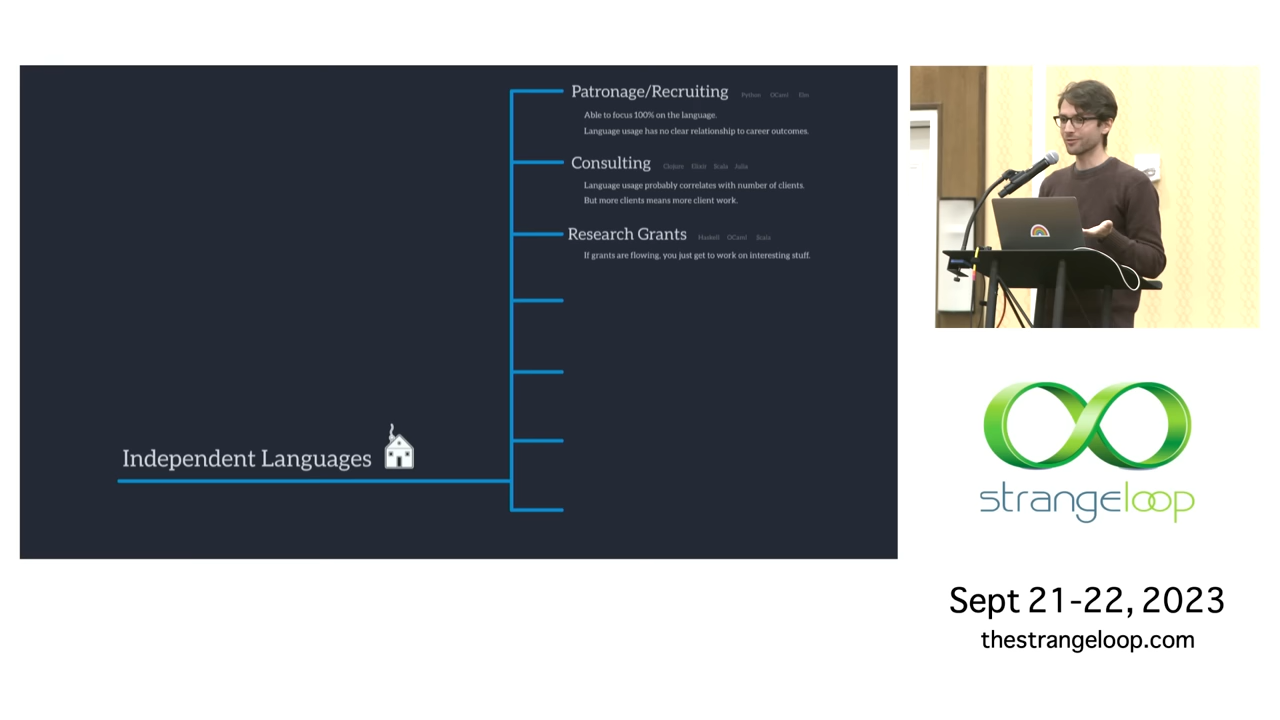 Patronage/Recruiting Python OCaml Elm
Able to focus 100% on the language.
Language usage has no clear relationship to career outcomes.
Consulting Clojure Elixir Scala Julia
Language usage probably correlates with number of clients.
But more clients means more client work.
Research Grants Haskell OCaml Scala
If grants are flowing, you just get to work on interesting stuff.
Independent Languages
strangeloop
Sept 21-22, 2023
thestrangeloop.com